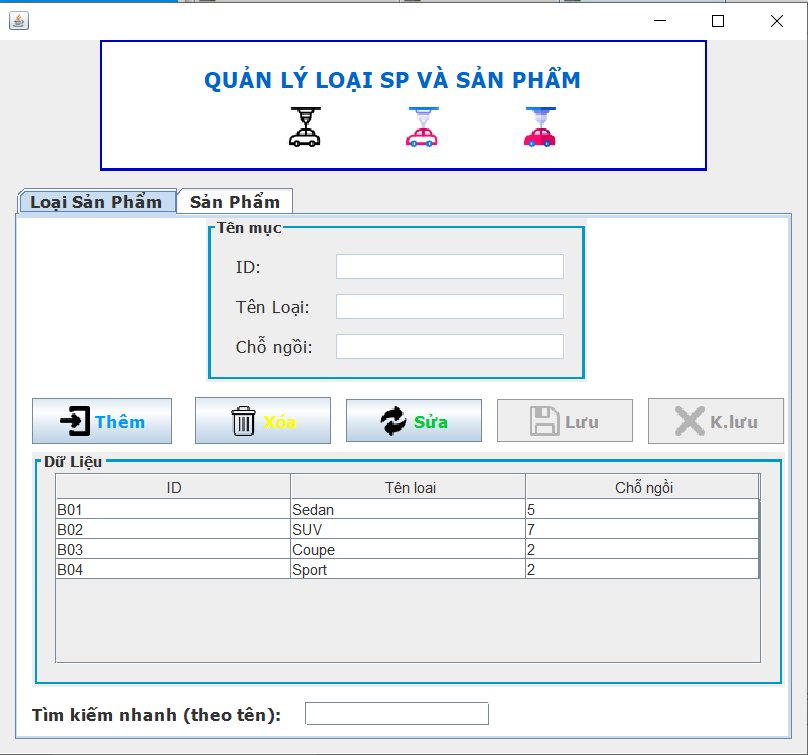 QUẢN LÝ LOẠI SP VÀ SẢN PHẨM
Loại Sản Phẩm Sản Phẩm
Tên mục
ID:
Tên Loại:
Chỗ ngồi:
Thêm Xóa Sửa Lưu K.lưu
Dữ Liệu
ID Tên loai Chỗ ngồi
B01 Sedan 5
B02 SUV 7
B03 Coupe 2
B04 Sport 2
Tìm kiếm nhanh (theo tên):